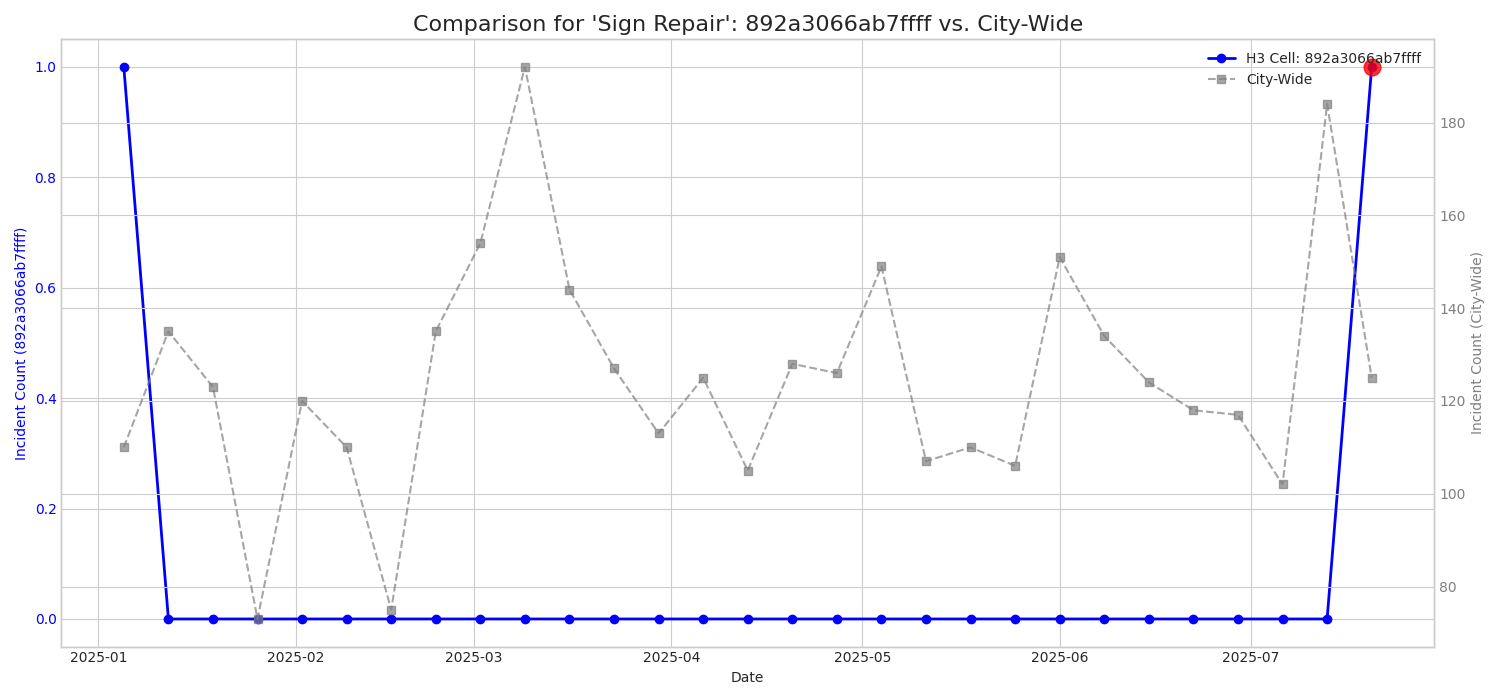 Comparison for 'Sign Repair': 892a3066ab7ffff vs. City-Wide
H3 Cell: 892a3066ab7ffff
City-Wide
Incident Count (892a3066ab7ffff)
1.0
0.8
0.6
0.4
0.2
0.0
180
160
140
120
100
80
Incident Count (City-Wide)
2025-01 2025-02 2025-03 2025-04 2025-05 2025-06 2025-07
Date